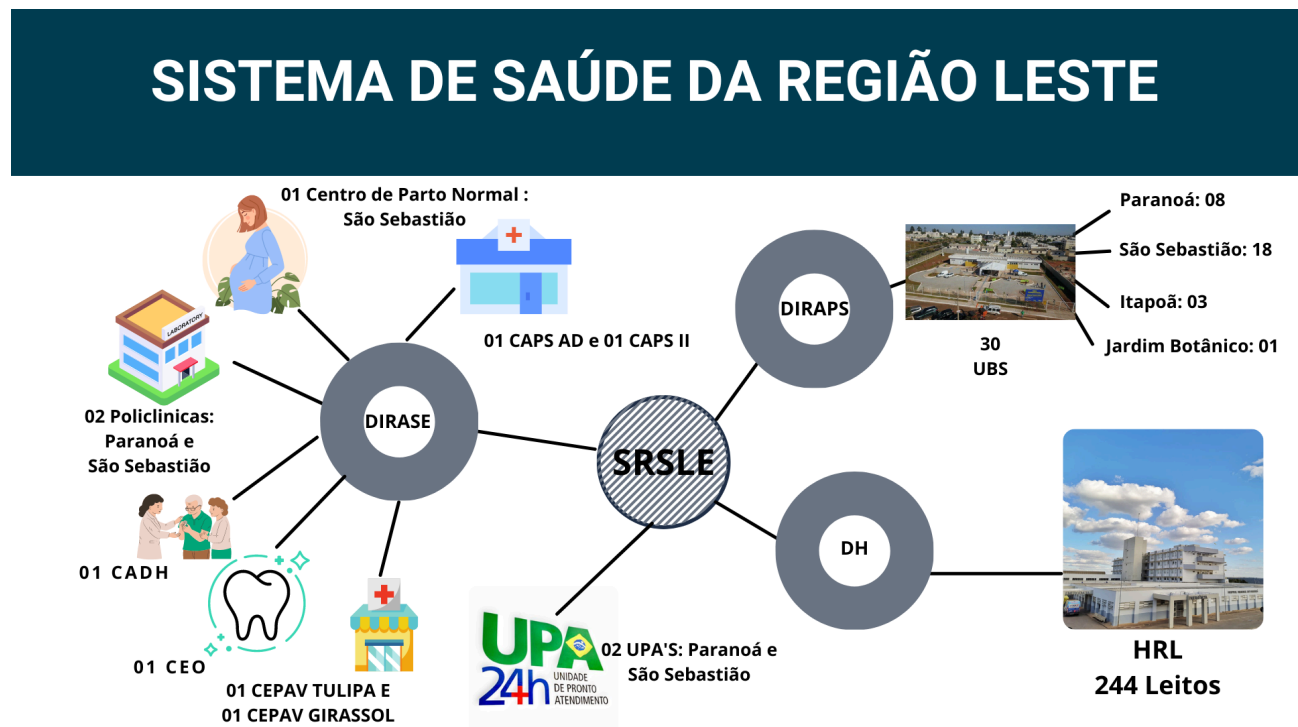 SISTEMA DE SAÚDE DA REGIÃO LESTE
01 Centro de Parto Normal :
São Sebastião
01 CAPS AD e 01 CAPS II
LABORATORY
02 Policlinicas:
Paranoá e
São Sebastião
DIRASE
01 CADH
01 CEO
01 CEPAV TULIPA E
01 CEPAV GIRASSOL
SRSLE
UPA
24h
UNIDADE
DE PRONTO
ATENDIMENTO
02 UPA'S: Paranoá e
São Sebastião
DIRAPS
30
UBS
Paranoá: 08
São Sebastião: 18
Itapoã: 03
Jardim Botânico: 01
DH
HRL
244 Leitos